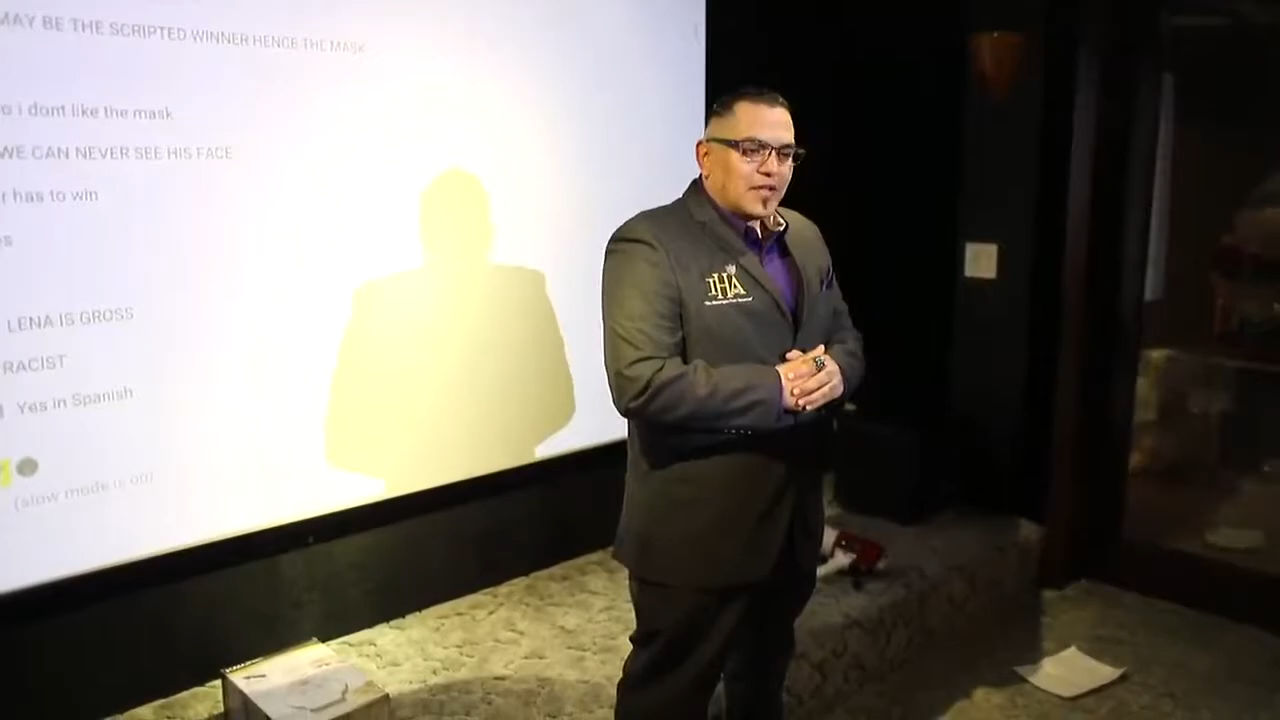 MAY BE THE SCRIPTED WINNER HENCE THE MASK
o i dont like the mask
WE CAN NEVER SEE HIS FACE
r has to win
s
LENA IS GROSS
RACIST
Yes in Spanish
(slow mode is on)
IHA